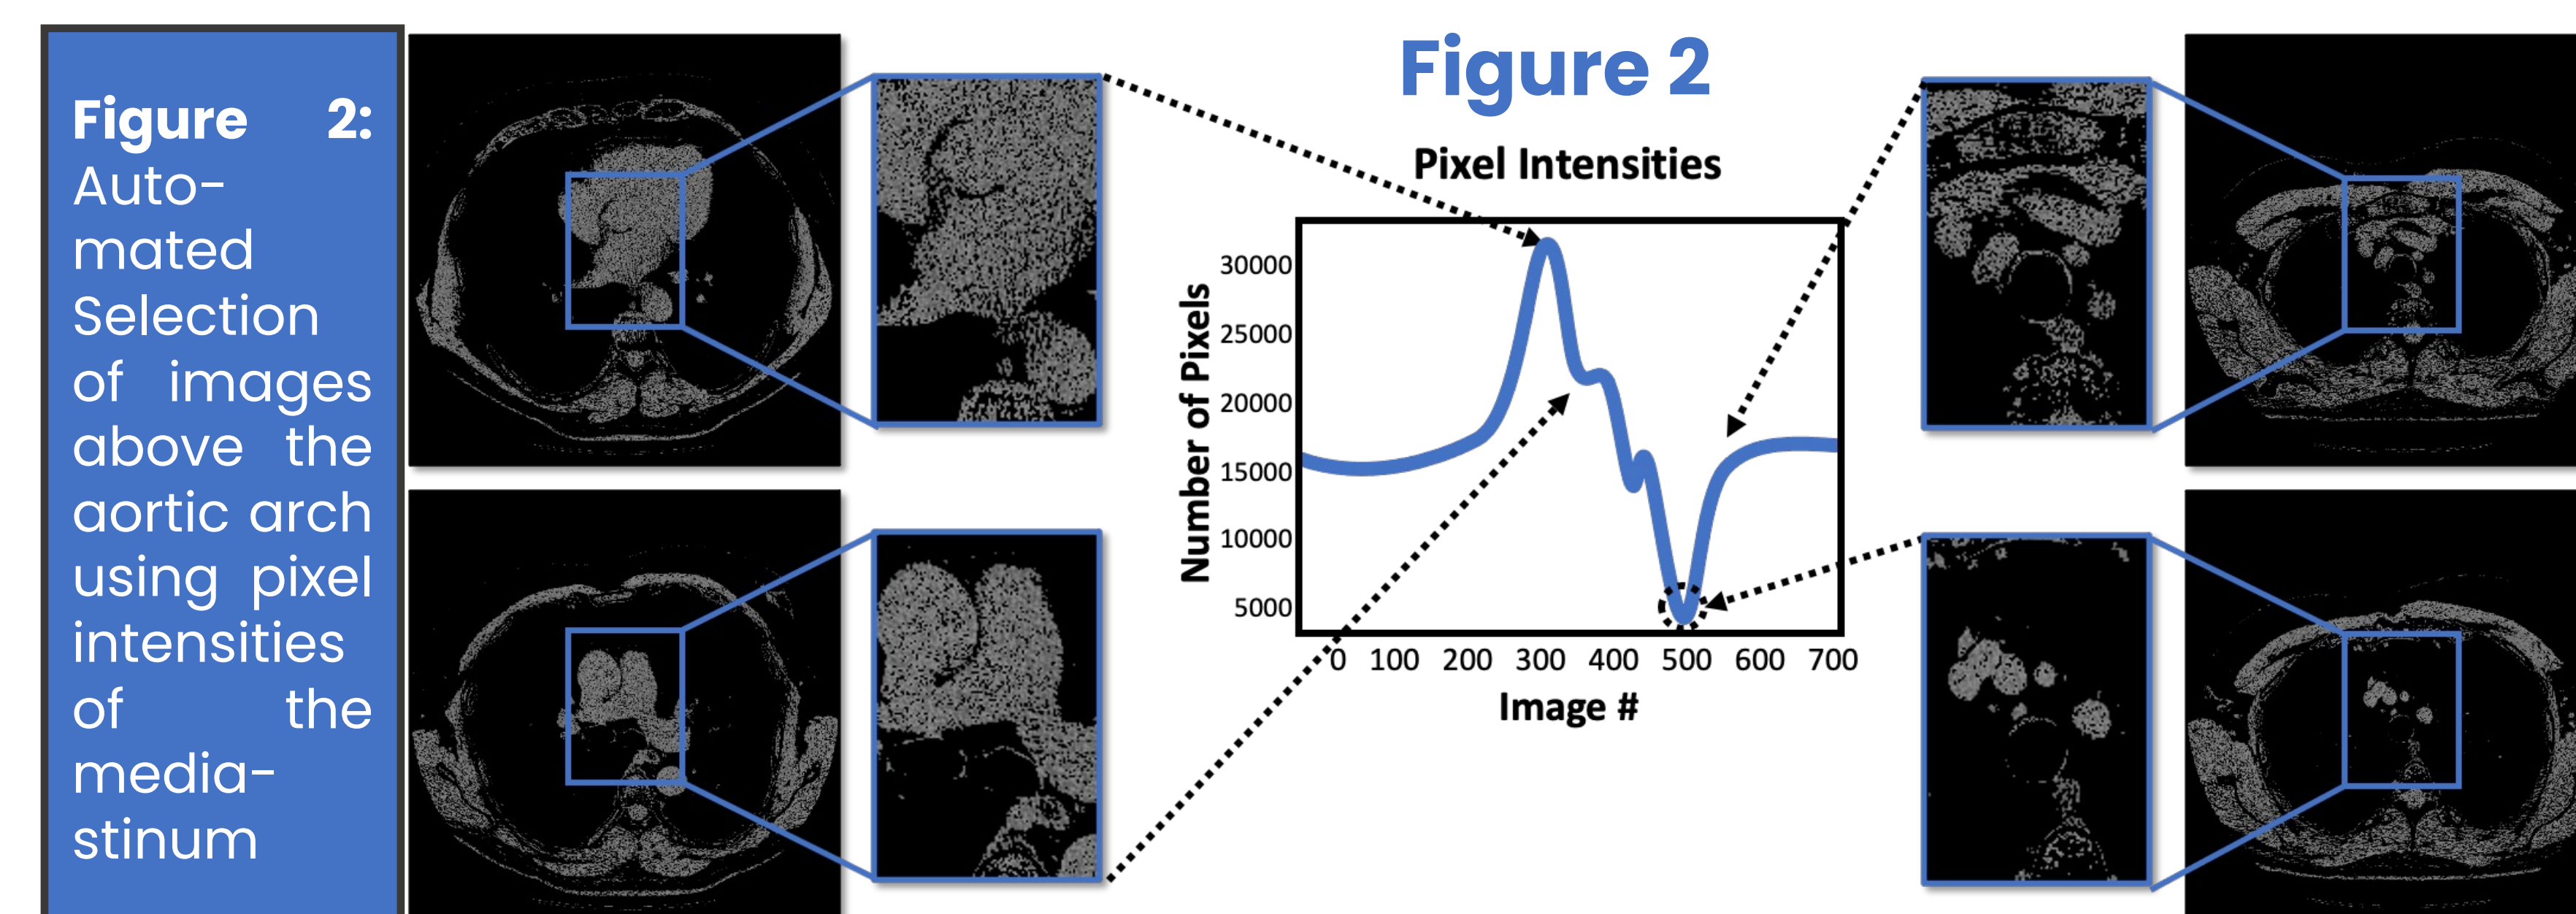 Figure 2:
Auto-
mated
Selection
of images
above the
aortic arch
using pixel
intensities
of the
media-
stinum
Figure 2
Pixel Intensities
Number of Pixels
30000
25000
20000
15000
10000
5000
0 100 200 300 400 500 600 700
Image #